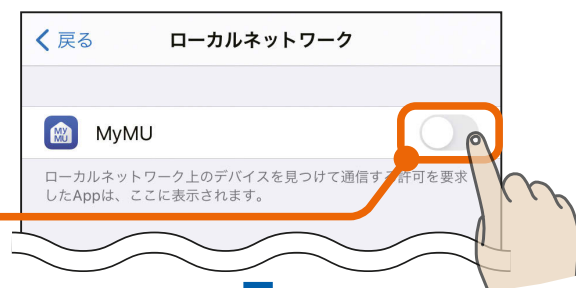 戻る
ローカルネットワーク
MY
MU
MyMU
ローカルネットワーク上のデバイスを見つけて通信する許可を要求
したAppは、ここに表示されます。